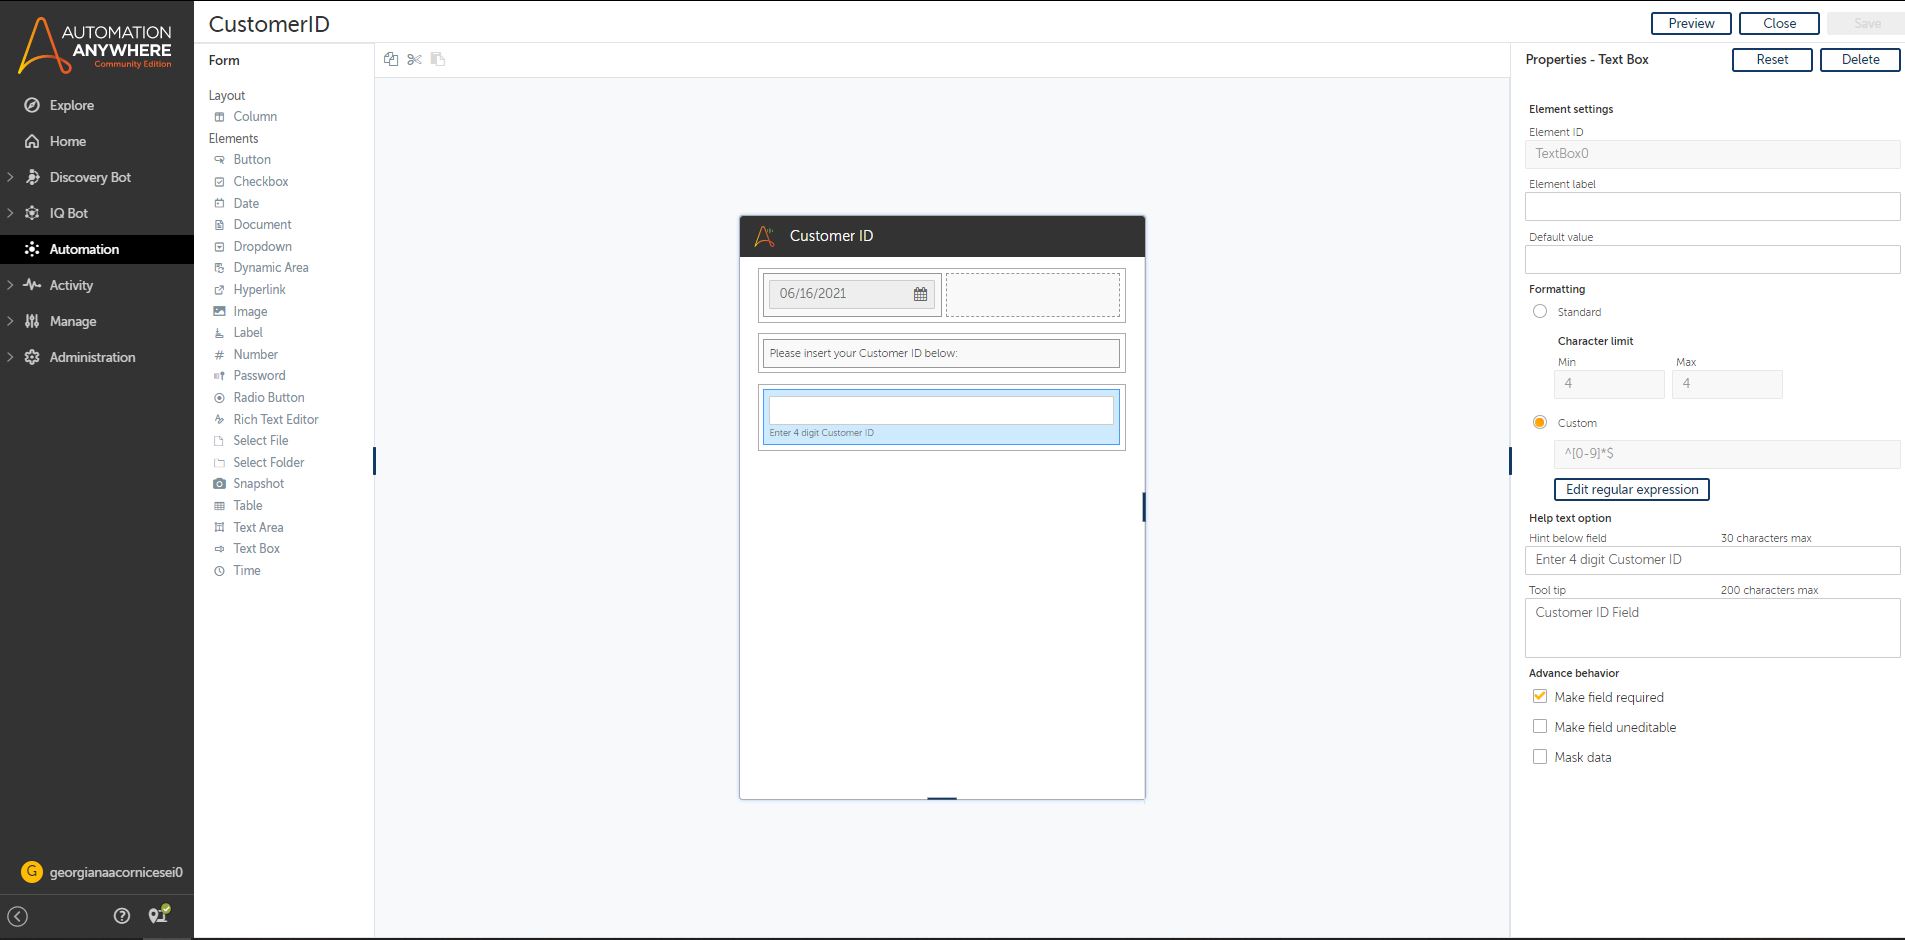 AUTOMATION
ANYWHERE
Community Edition
Explore
Home
Discovery Bot
IQ Bot
Automation
Activity
Manage
Administration
G
georgianaacornicesei0
CustomerID
Preview
Close
Save
Form
Layout
Column
Elements
Button
Checkbox
Date
Document
Dropdown
Dynamic Area
Hyperlink
Image
Label
Number
Password
Radio Button
Rich Text Editor
Select File
Select Folder
Snapshot
Table
Text Area
Text Box
Time
Customer ID
06/16/2021
Please insert your Customer ID below:
Enter 4 digit Customer ID
Properties - Text Box
Reset
Delete
Element settings
Element ID
TextBox0
Element label
Default value
Formatting
Standard
Character limit
Min Max
4 4
Custom
^[0-9]*$
Edit regular expression
Help text option
Hint below field 30 characters max
Enter 4 digit Customer ID
Tool tip 200 characters max
Customer ID Field
Advance behavior
Make field required
Make field uneditable
Mask data